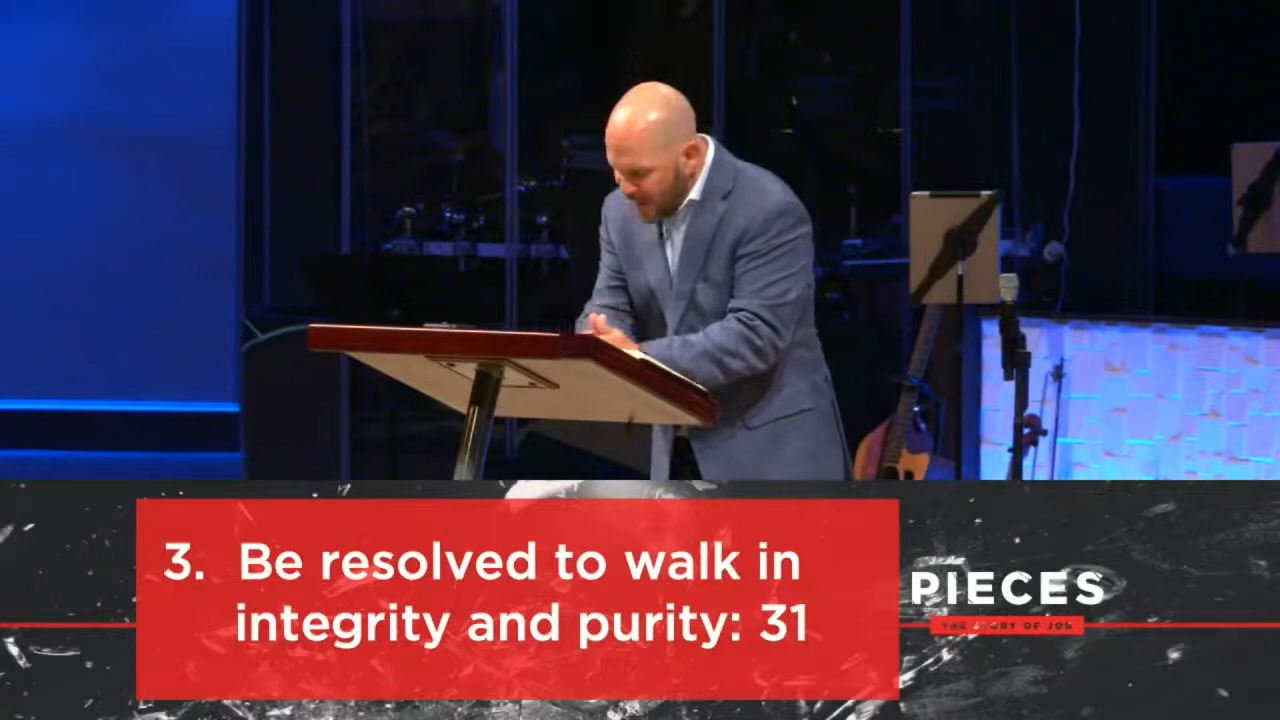 3. Be resolved to walk in
integrity and purity: 31
PIECES
THE STORY OF JOB